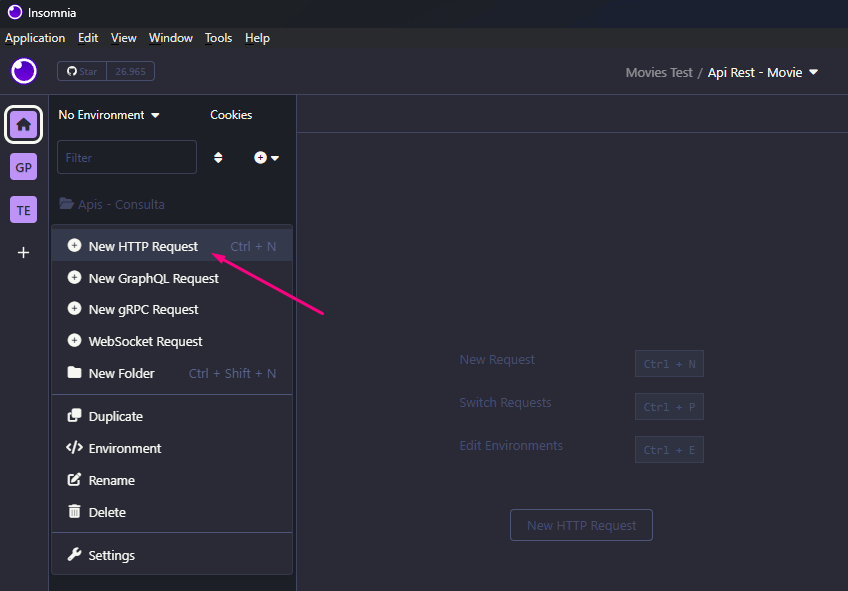 Insomnia
Application Edit View Window Tools Help
Star 26.965
Movies Test / Api Rest - Movie
No Environment Cookies
GP
Filter
TE
Apis - Consulta
New HTTP Request Ctrl + N
New GraphQL Request
New gRPC Request
WebSocket Request
New Folder Ctrl + Shift + N
Duplicate
Environment
Rename
Delete
Settings
New Request Ctrl + N
Switch Requests Ctrl + P
Edit Environments Ctrl + E
New HTTP Request